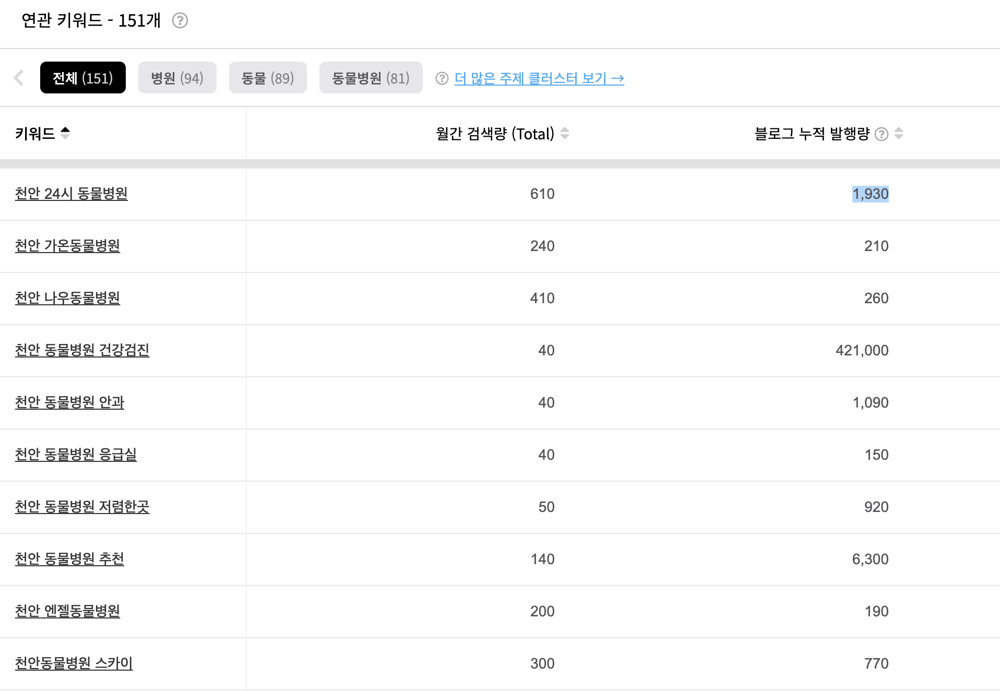 연관 키워드 - 151개 ?
전체 (151) 병원 (94) 동물 (89) 동물병원 (81) ? 더 많은 주제 클러스터 보기 →
키워드 월간 검색량 (Total) 블로그 누적 발행량 ?
천안 24시 동물병원 610 1,930
천안 가온동물병원 240 210
천안 나우동물병원 410 260
천안 동물병원 건강검진 40 421,000
천안 동물병원 안과 40 1,090
천안 동물병원 응급실 40 150
천안 동물병원 저렴한곳 50 920
천안 동물병원 추천 140 6,300
천안 엔젤동물병원 200 190
천안동물병원 스카이 300 770